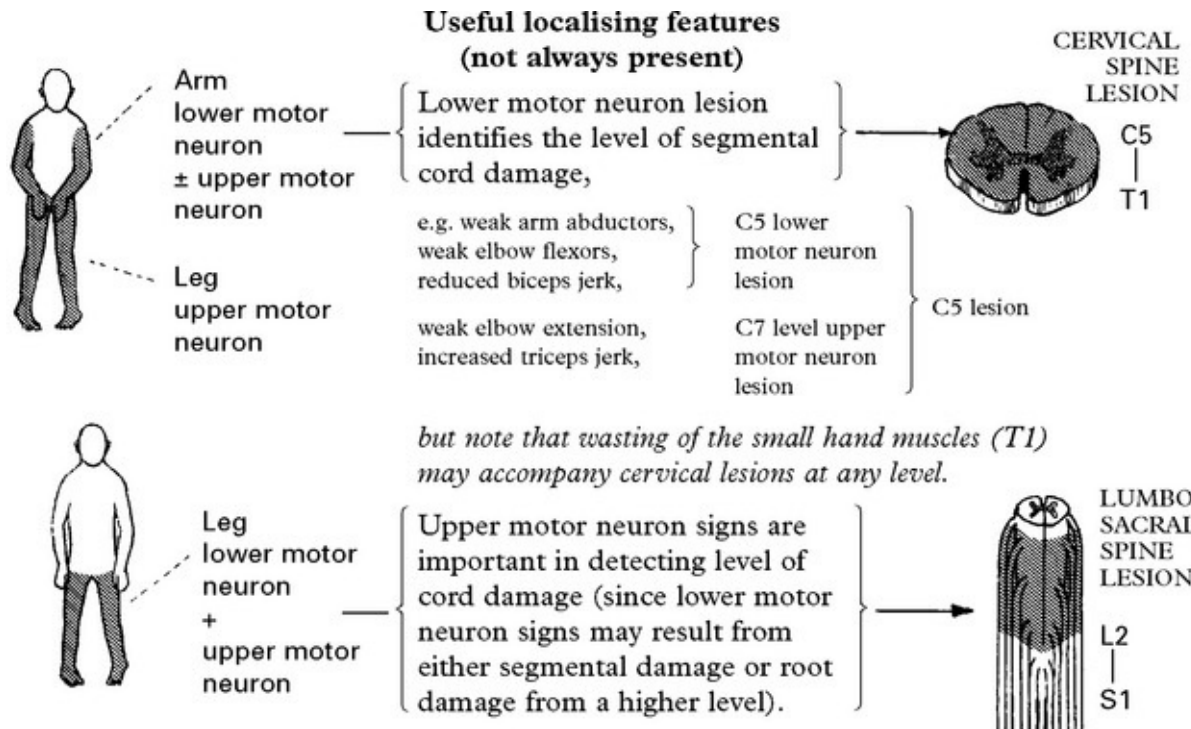 Useful localising features
(not always present)
Arm
lower motor
neuron
± upper motor
neuron
Leg
upper motor
neuron
Lower motor neuron lesion
identifies the level of segmental
cord damage,
CERVICAL
SPINE
LESION
C5
T1
e.g. weak arm abductors,
weak elbow flexors,
reduced biceps jerk,
C5 lower
motor neuron
lesion
weak elbow extension,
increased triceps jerk,
C7 level upper
motor neuron
lesion
C5 lesion
but note that wasting of the small hand muscles (T1)
may accompany cervical lesions at any level.
Leg
lower motor
neuron
+
upper motor
neuron
Upper motor neuron signs are
important in detecting level of
cord damage (since lower motor
neuron signs may result from
either segmental damage or root
damage from a higher level).
LUMBO
SACRAL
SPINE
LESION
L2
S1